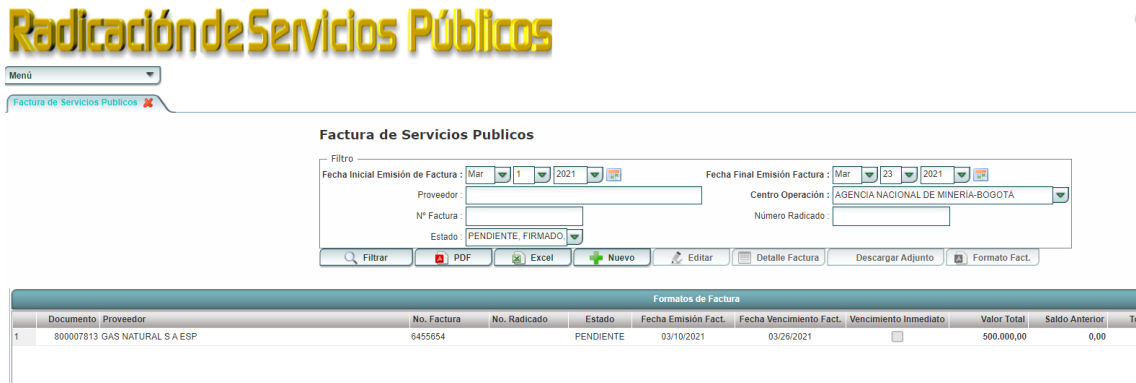 Radicación de Servicios Públicos
Menú
Factura de Servicios Publicos
Factura de Servicios Publicos
Filtro
Fecha Inicial Emisión de Factura : Mar 1 2021 Fecha Final Emisión Factura : Mar 23 2021
Proveedor : Centro Operación : AGENCIA NACIONAL DE MINERÍA-BOGOTÁ
Nº Factura : Número Radicado :
Estado : PENDIENTE, FIRMADO,
Filtrar PDF Excel Nuevo Editar Detalle Factura Descargar Adjunto Formato Fact.
Formatos de Factura
Documento Proveedor No. Factura No. Radicado Estado Fecha Emisión Fact. Fecha Vencimiento Fact. Vencimiento Inmediato Valor Total Saldo Anterior
1 800007813 GAS NATURAL S A ESP 6455654 PENDIENTE 03/10/2021 03/26/2021 500.000,00 0,00